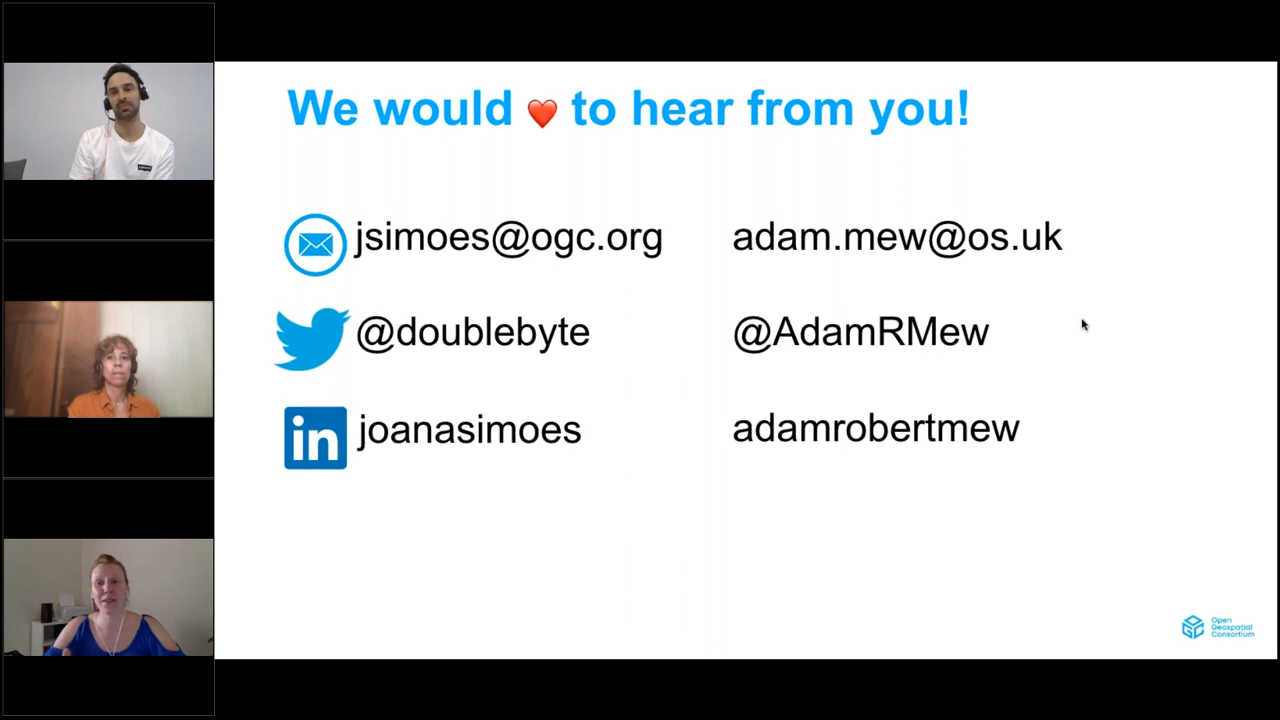 We would ❤ to hear from you!
jsimoes@ogc.org adam.mew@os.uk
@doublebyte @AdamRMew
in joanasimoes adamrobertmew
Open
Geospatial
Consortium